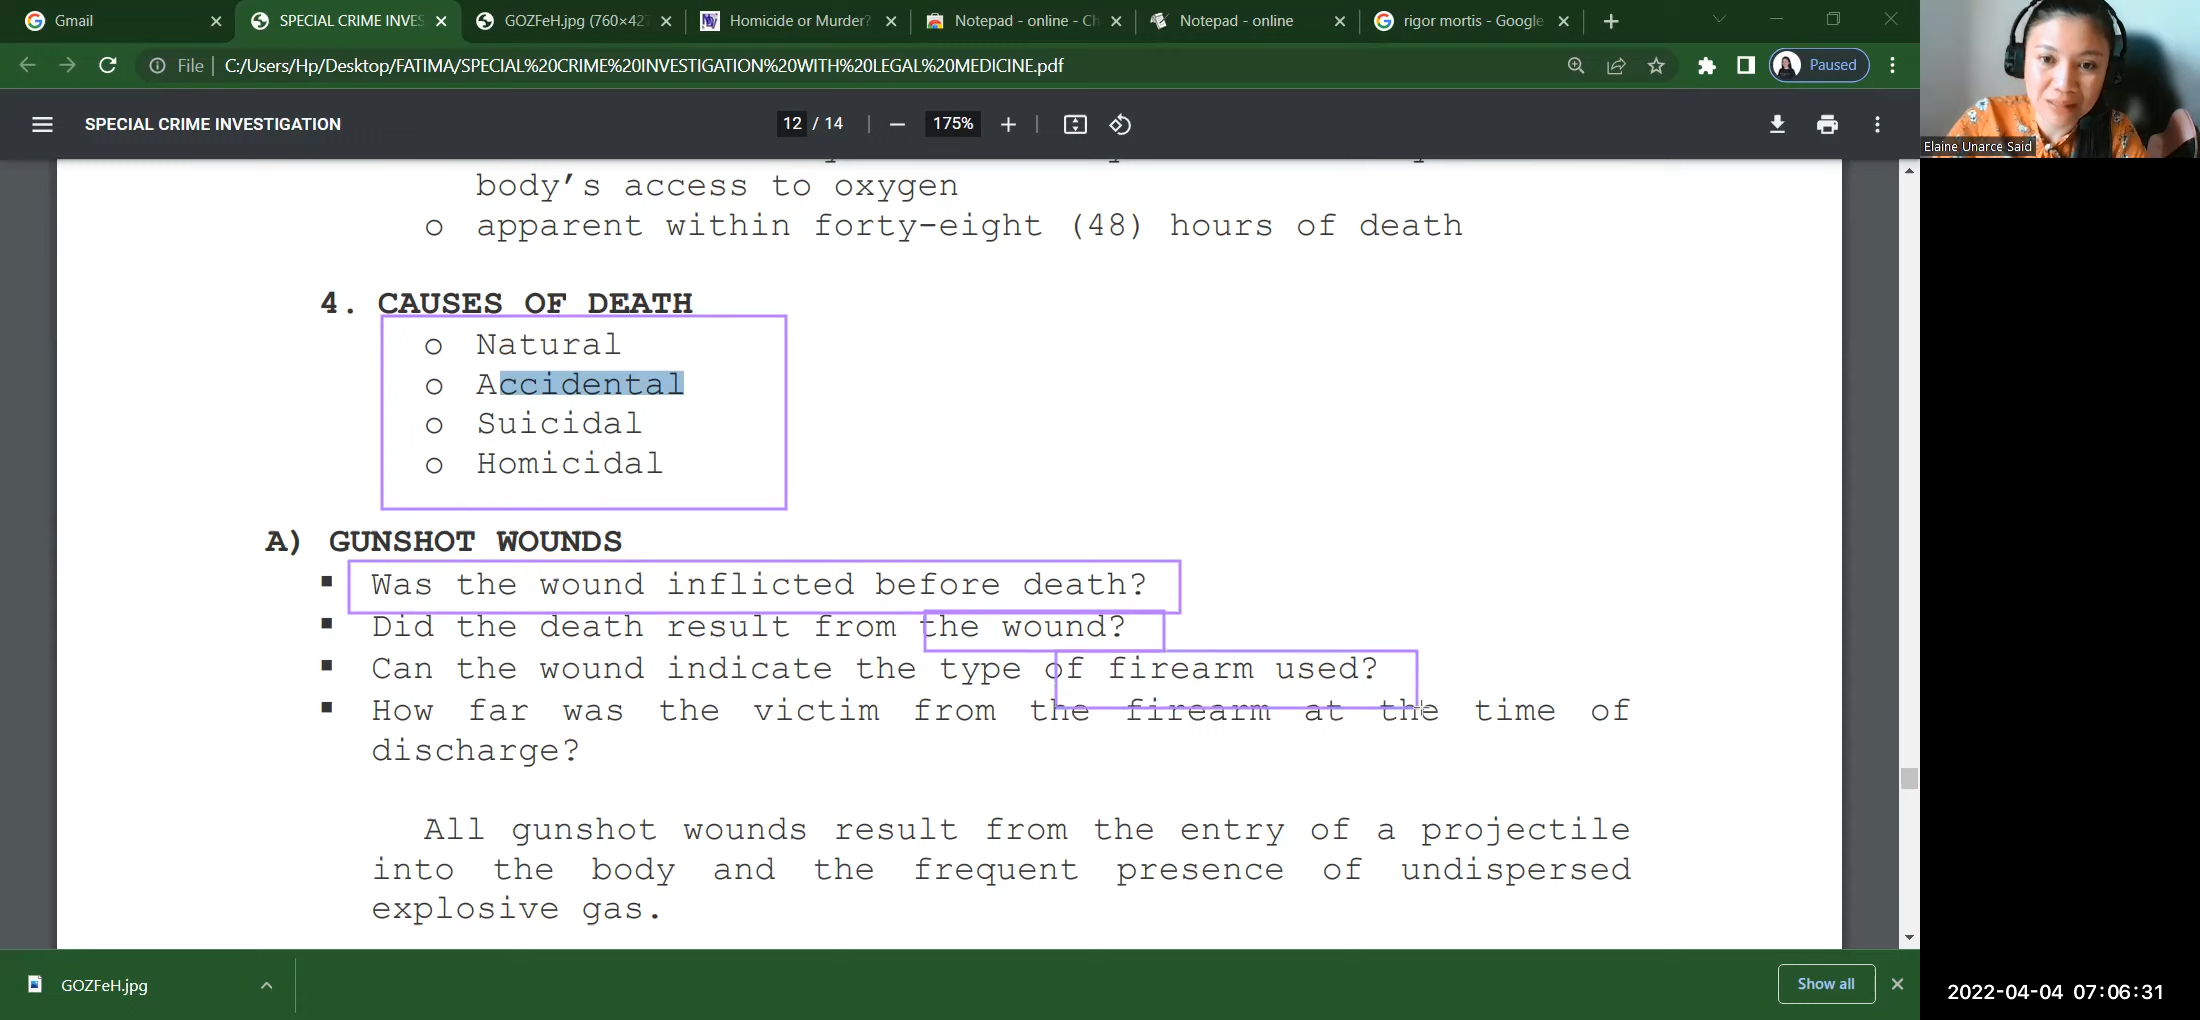 Gmail
SPECIAL CRIME INVES
GOZFeH.jpg (760×427
Homicide or Murder?
Notepad - online - Ch
Notepad - online
rigor mortis - Google
File
C:/Users/Hp/Desktop/FATIMA/SPECIAL%20CRIME%20INVESTIGATION%20WITH%20LEGAL%20MEDICINE.pdf
Paused
SPECIAL CRIME INVESTIGATION
12 / 14
175%
Elaine Unarce Said
body's access to oxygen
o apparent within forty-eight (48) hours of death
4. CAUSES OF DEATH
o Natural
o Accidental
o Suicidal
o Homicidal
A) GUNSHOT WOUNDS
▪ Was the wound inflicted before death?
▪ Did the death result from the wound?
▪ Can the wound indicate the type of firearm used?
▪ How far was the victim from the firearm at the time of
discharge?
All gunshot wounds result from the entry of a projectile
into the body and the frequent presence of undispersed
explosive gas.
GOZFeH.jpg
Show all
2022-04-04 07:06:31